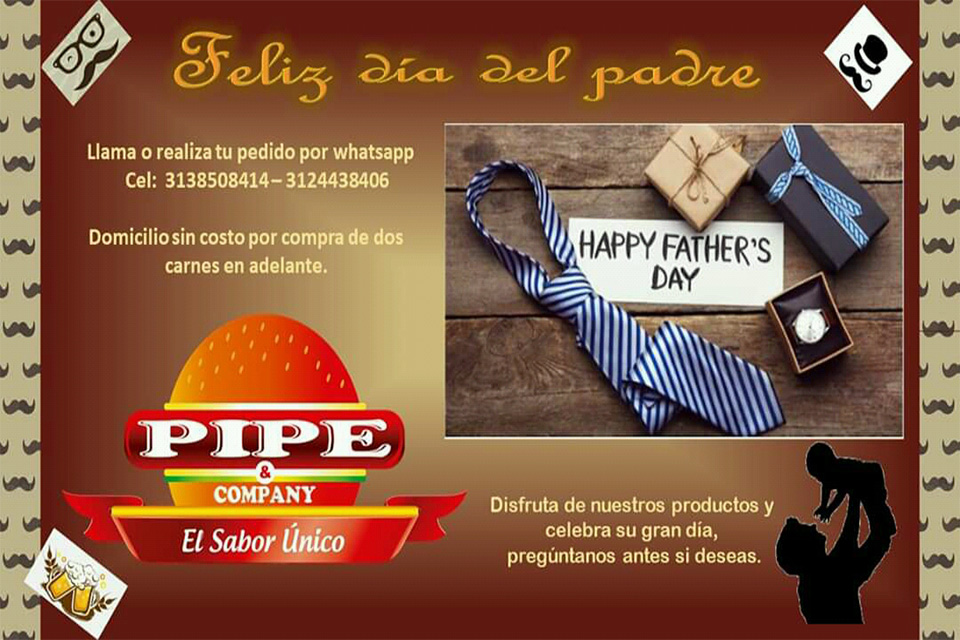 Feliz día del padre
Llama o realiza tu pedido por whatsapp
Cel: 3138508414 – 3124438406
Domicilio sin costo por compra de dos
carnes en adelante.
HAPPY FATHER'S
DAY
PIPE
&
COMPANY
El Sabor Único
Disfruta de nuestros productos y
celebra su gran día,
pregúntanos antes si deseas.